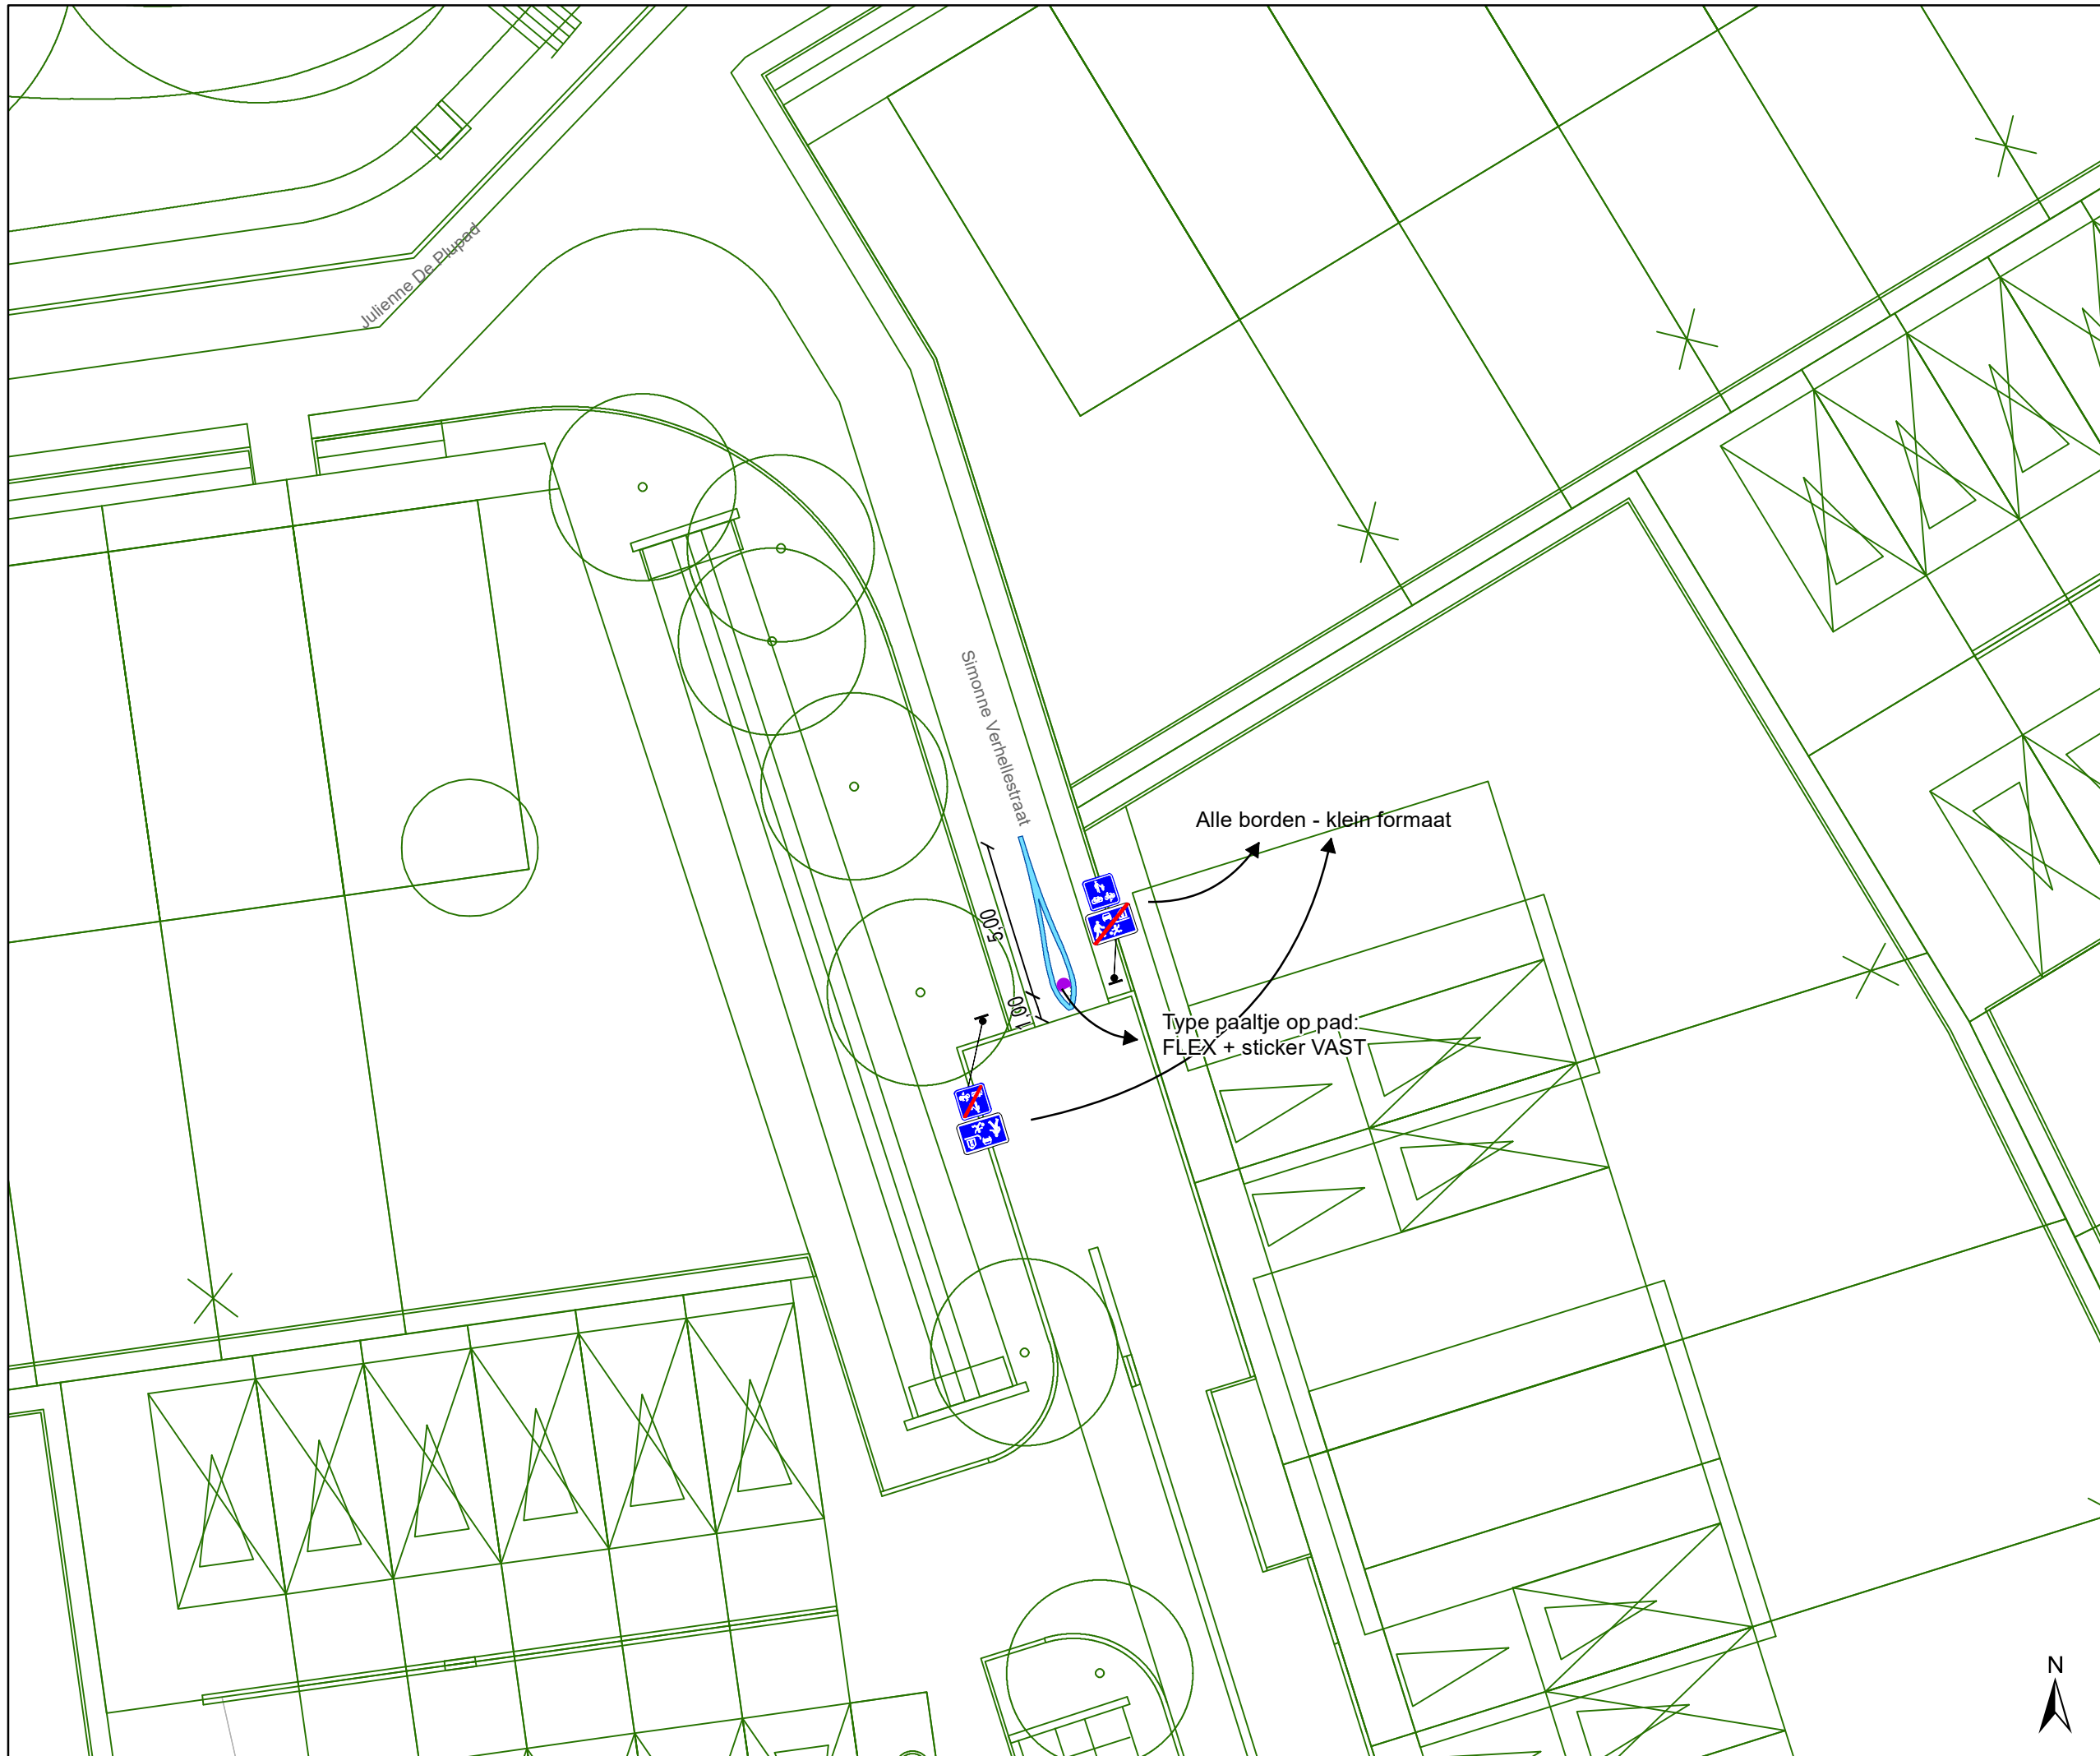 Julienne De Plupad
Simonne Verhellestraat
Alle borden - klein formaat
5,00
1,00
Type paaltje op pad:
FLEX + sticker VAST
N